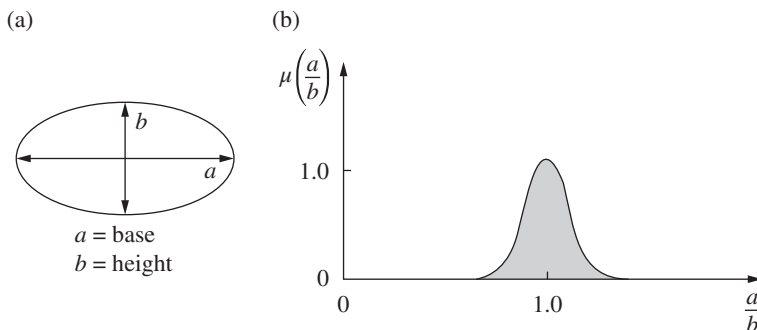 (a)
b
a
a = base
b = height
(b)
μ(a/b)
1.0
0
0
1.0
a/b